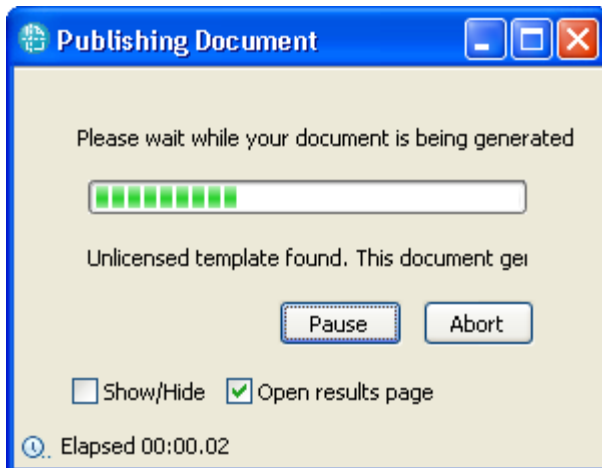 Publishing Document
Please wait while your document is being generated
Unlicensed template found. This document
Pause Abort
Show/Hide Open results page
Elapsed 00:00.02